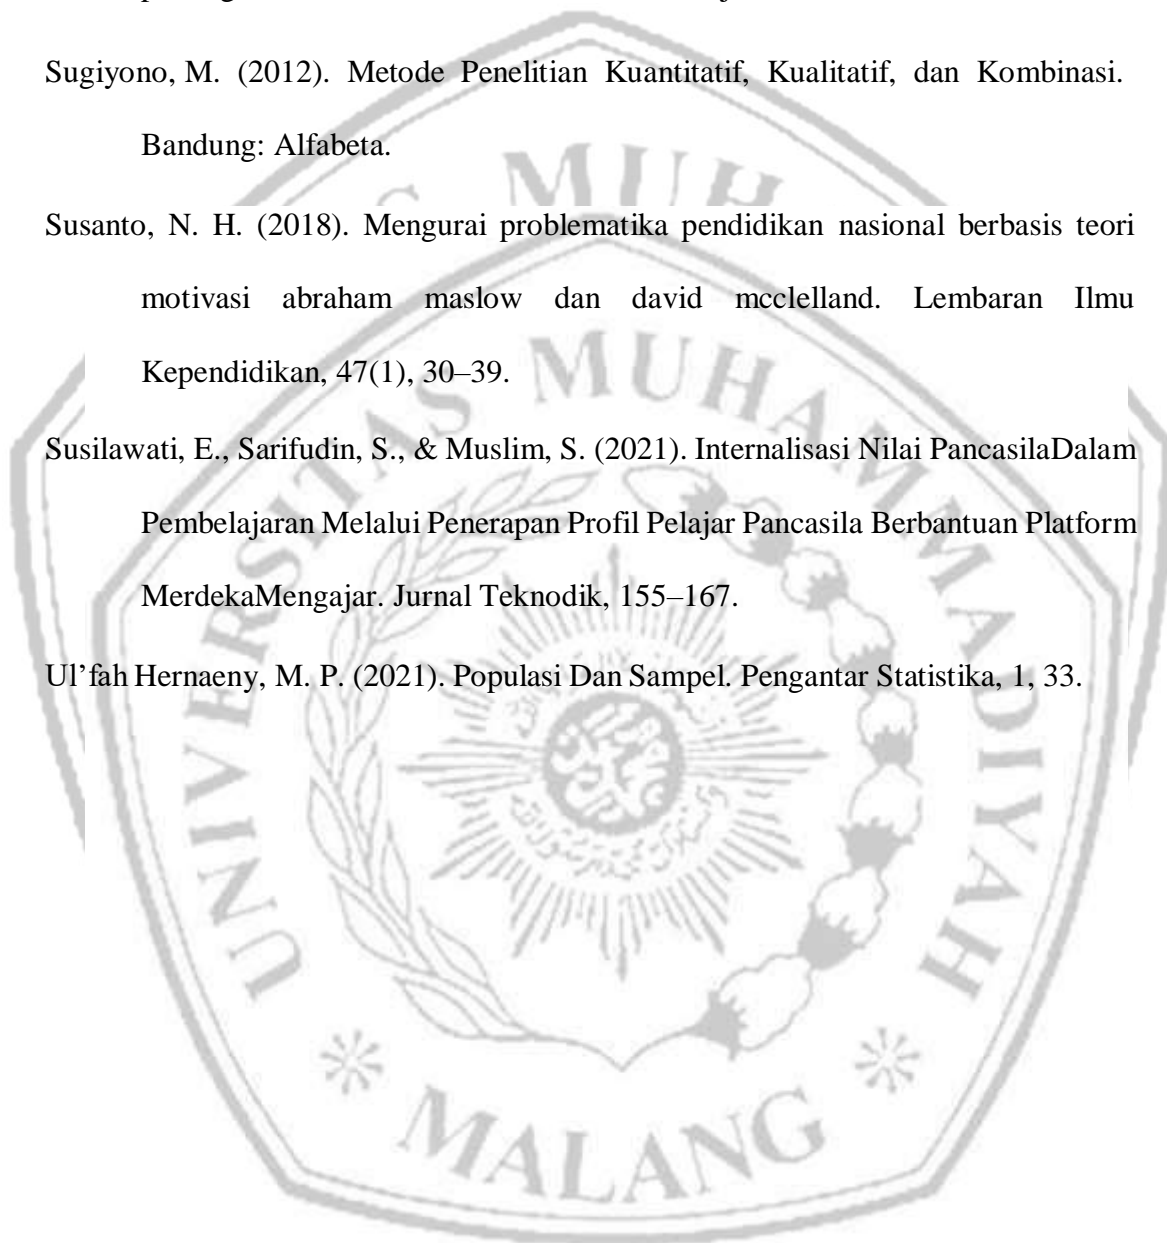 Sugiyono, M. (2012). Metode Penelitian Kuantitatif, Kualitatif, dan Kombinasi.
Bandung: Alfabeta.
MUH
Susanto, N. H. (2018). Mengurai problematika pendidikan nasional berbasis teori
motivasi abraham maslow dan david mcclelland. Lembaran Ilmu
Kependidikan, 47(1), 30–39.
Susilawati, E., Sarifudin, S., & Muslim, S. (2021). Internalisasi Nilai PancasilaDalam
Pembelajaran Melalui Penerapan Profil Pelajar Pancasila Berbantuan Platform
MerdekaMengajar. Jurnal Teknodik, 155–167.
Ul’fah Hernaeny, M. P. (2021). Populasi Dan Sampel. Pengantar Statistika, 1, 33.
UNIVERSITAS MUHAMMADIYAH
MALANG